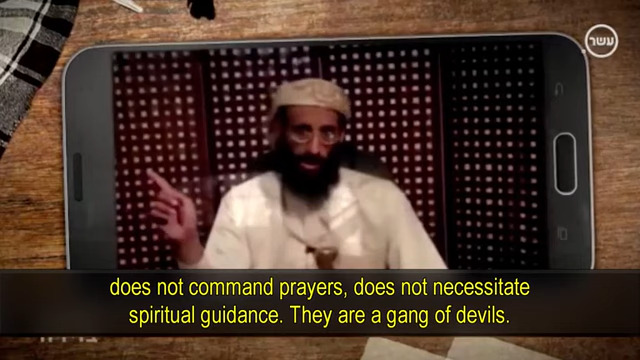 עשר
does not command prayers, does not necessitate
spiritual guidance. They are a gang of devils.